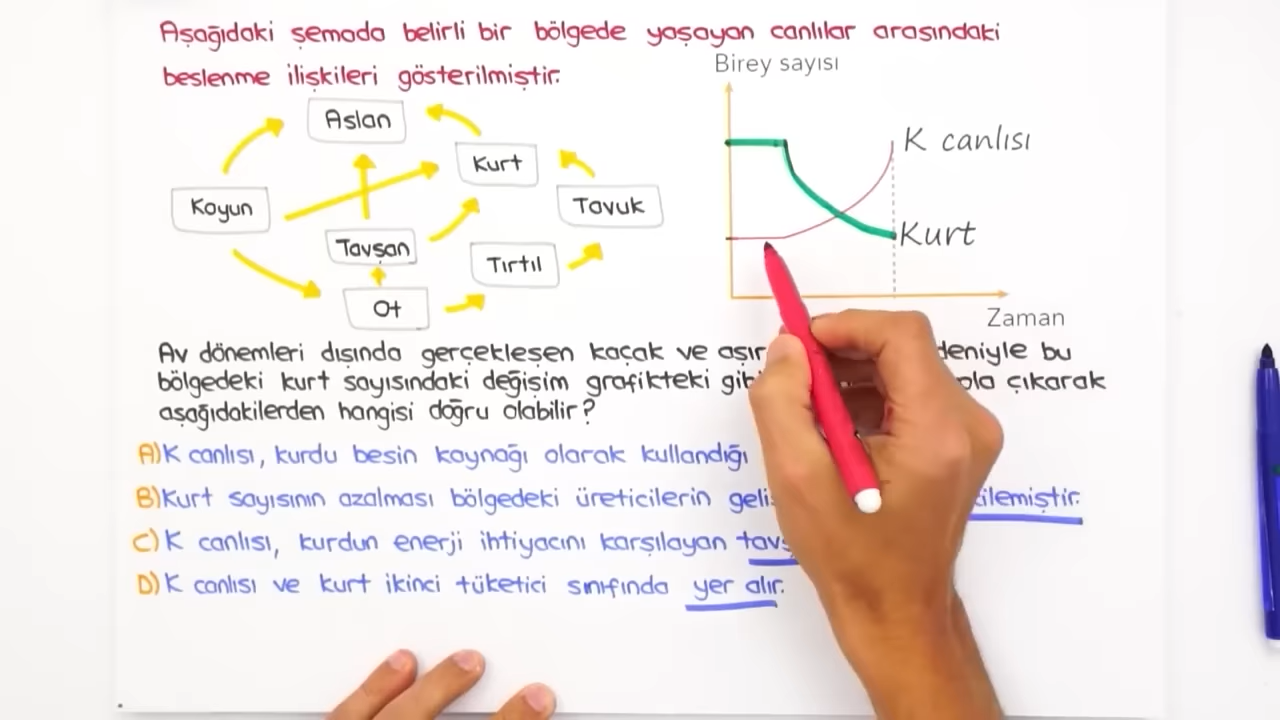 Aşağıdaki şemada belirli bir bölgede yaşayan canlılar arasındaki
beslenme ilişkileri gösterilmiştir.
Aslan
Kurt
Koyun
Tavuk
Tavşan
Tırtıl
Ot
Birey sayısı
K canlısı
Kurt
Zaman
Av dönemleri dışında gerçekleşen kaçak ve bu
bölgedeki kurt sayısındaki değişim grafikteki çıkarak
aşağıdakilerden hangisi doğru olabilir?
A)K canlısı, kurdu besin kaynağı olarak kullandığı
B)Kurt sayısının azalması bölgedeki üreticilerin
C)K canlısı, kurdun enerji ihtiyacını karşılayan
D)K canlısı ve kurt ikinci tüketici sınıfında yer alır.